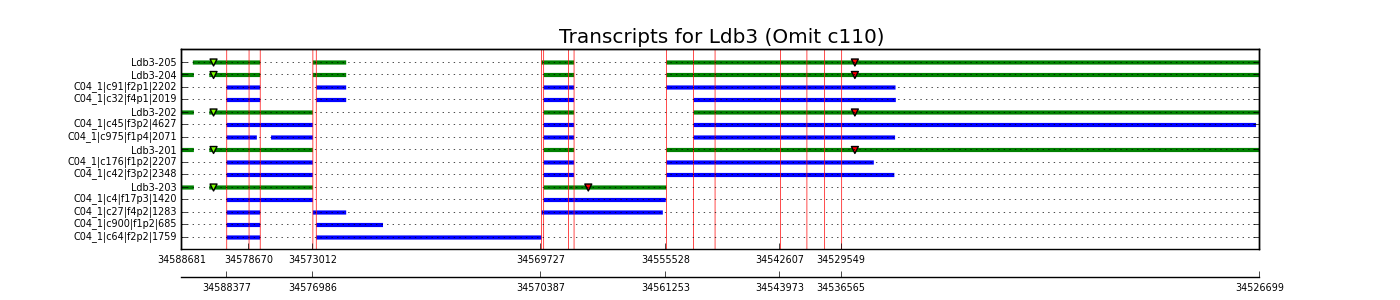 Transcripts for Ldb3 (Omit c110)
Ldb3-205
Ldb3-204
C04_1|c91|f2p1|2202
C04_1|c32|f4p1|2019
Ldb3-202
C04_1|c45|f3p2|4627
C04_1|c975|f1p4|2071
Ldb3-201
C04_1|c176|f1p2|2207
C04_1|c42|f3p2|2348
Ldb3-203
C04_1|c4|f17p3|1420
C04_1|c27|f4p2|1283
C04_1|c900|f1p2|685
C04_1|c64|f2p2|1759
34588681 34578670 34573012 34569727 34555528 34542607 34529549
34588377 34576986 34570387 34561253 34543973 34536565 34526699